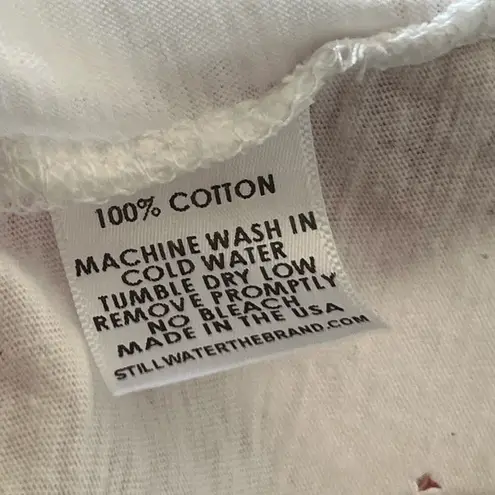 100% COTTON
MACHINE WASH IN
COLD WATER
TUMBLE DRY LOW
REMOVE PROMPTLY
NO BLEACH
MADE IN THE USA
STILLWATERTHEBRAND.COM